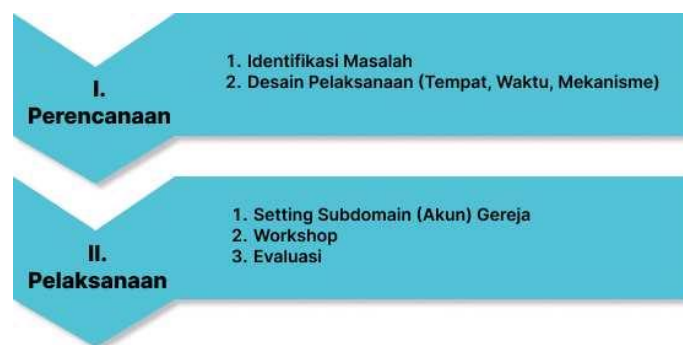 I.
Perencanaan
1. Identifikasi Masalah
2. Desain Pelaksanaan (Tempat, Waktu, Mekanisme)
II.
Pelaksanaan
1. Setting Subdomain (Akun) Gereja
2. Workshop
3. Evaluasi